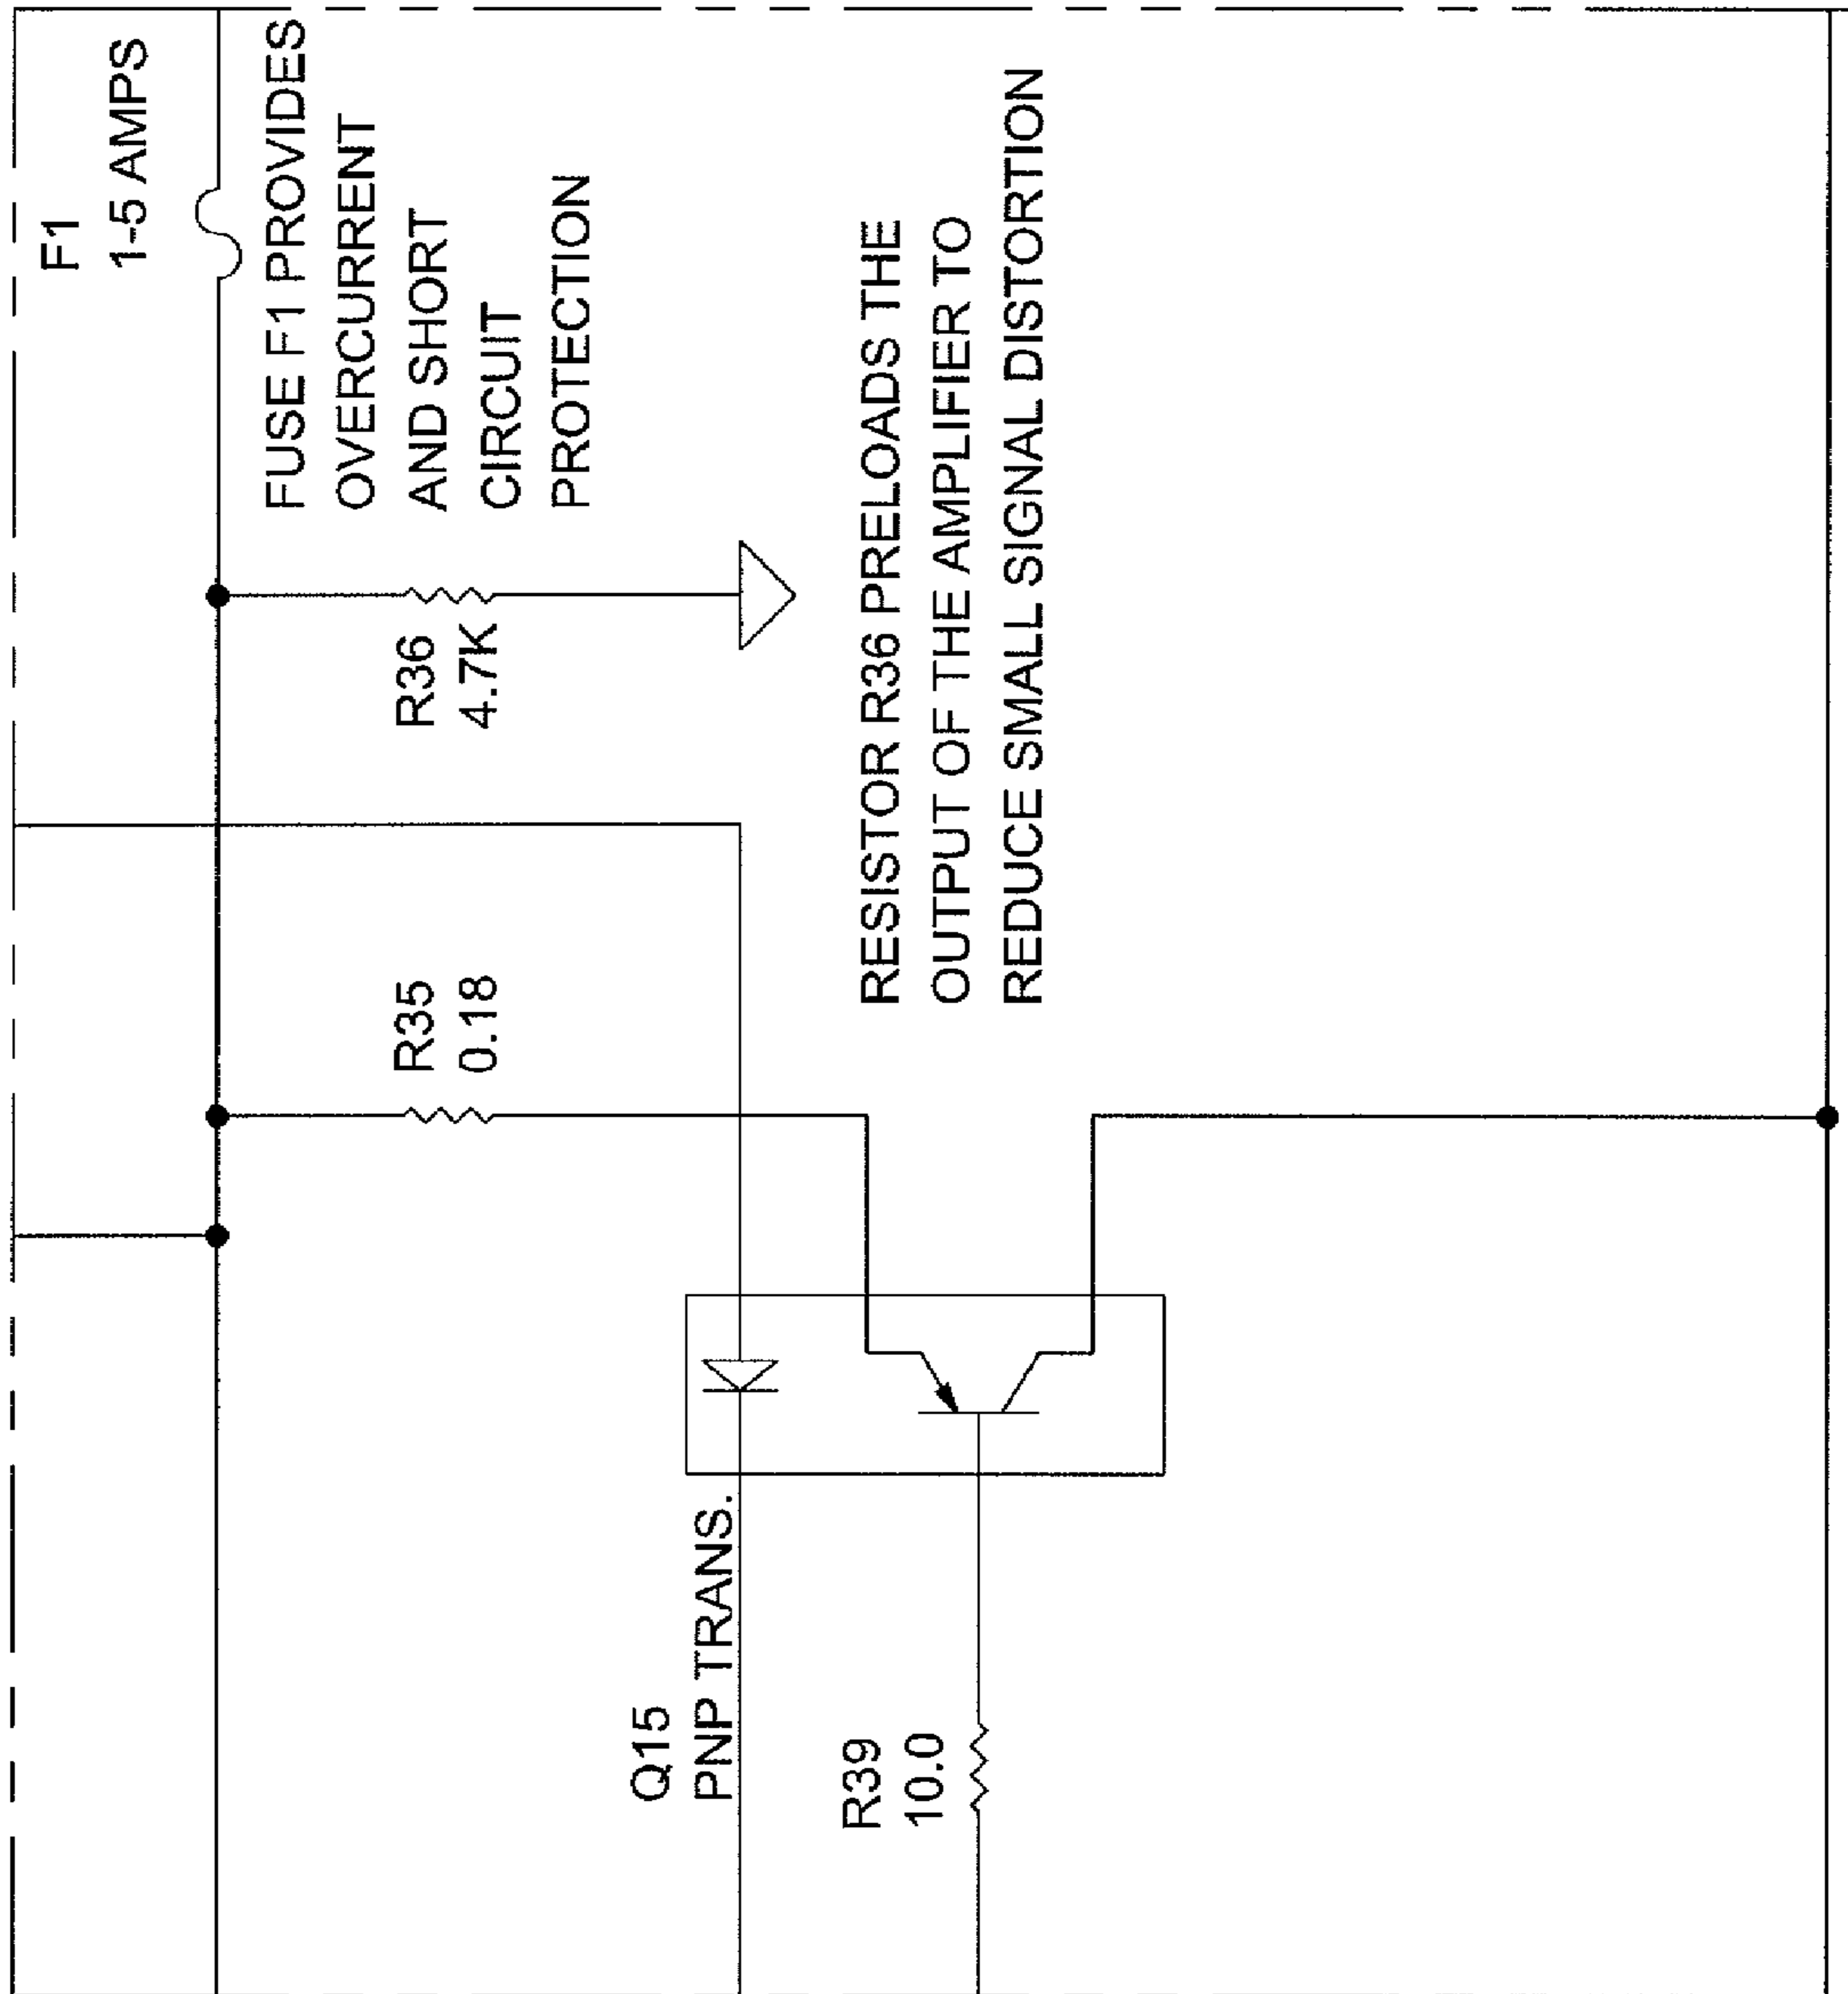 F1
1-5 AMPS
FUSE F1 PROVIDES
OVERCURRENT
AND SHORT
CIRCUIT
PROTECTION
R36
4.7K
R35
0.18
RESISTOR R36 PRELOADS THE
OUTPUT OF THE AMPLIFIER TO
REDUCE SMALL SIGNAL DISTORTION
Q15
PNP TRANS.
R39
10.0